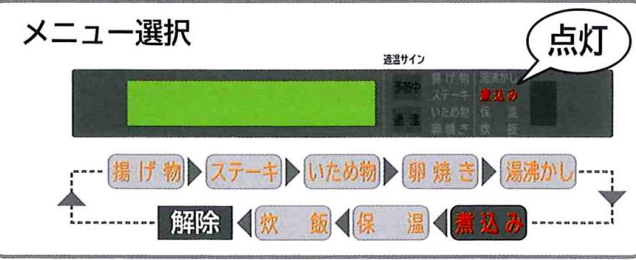 メニュー選択
点灯
適温サイン
予熱中 揚げ物 湯沸かし
ステーキ 煮込み
適温 いため物 保温
卵焼き 炊飯
揚げ物 ステーキ いため物 卵焼き 湯沸かし
解除 炊飯 保温 煮込み